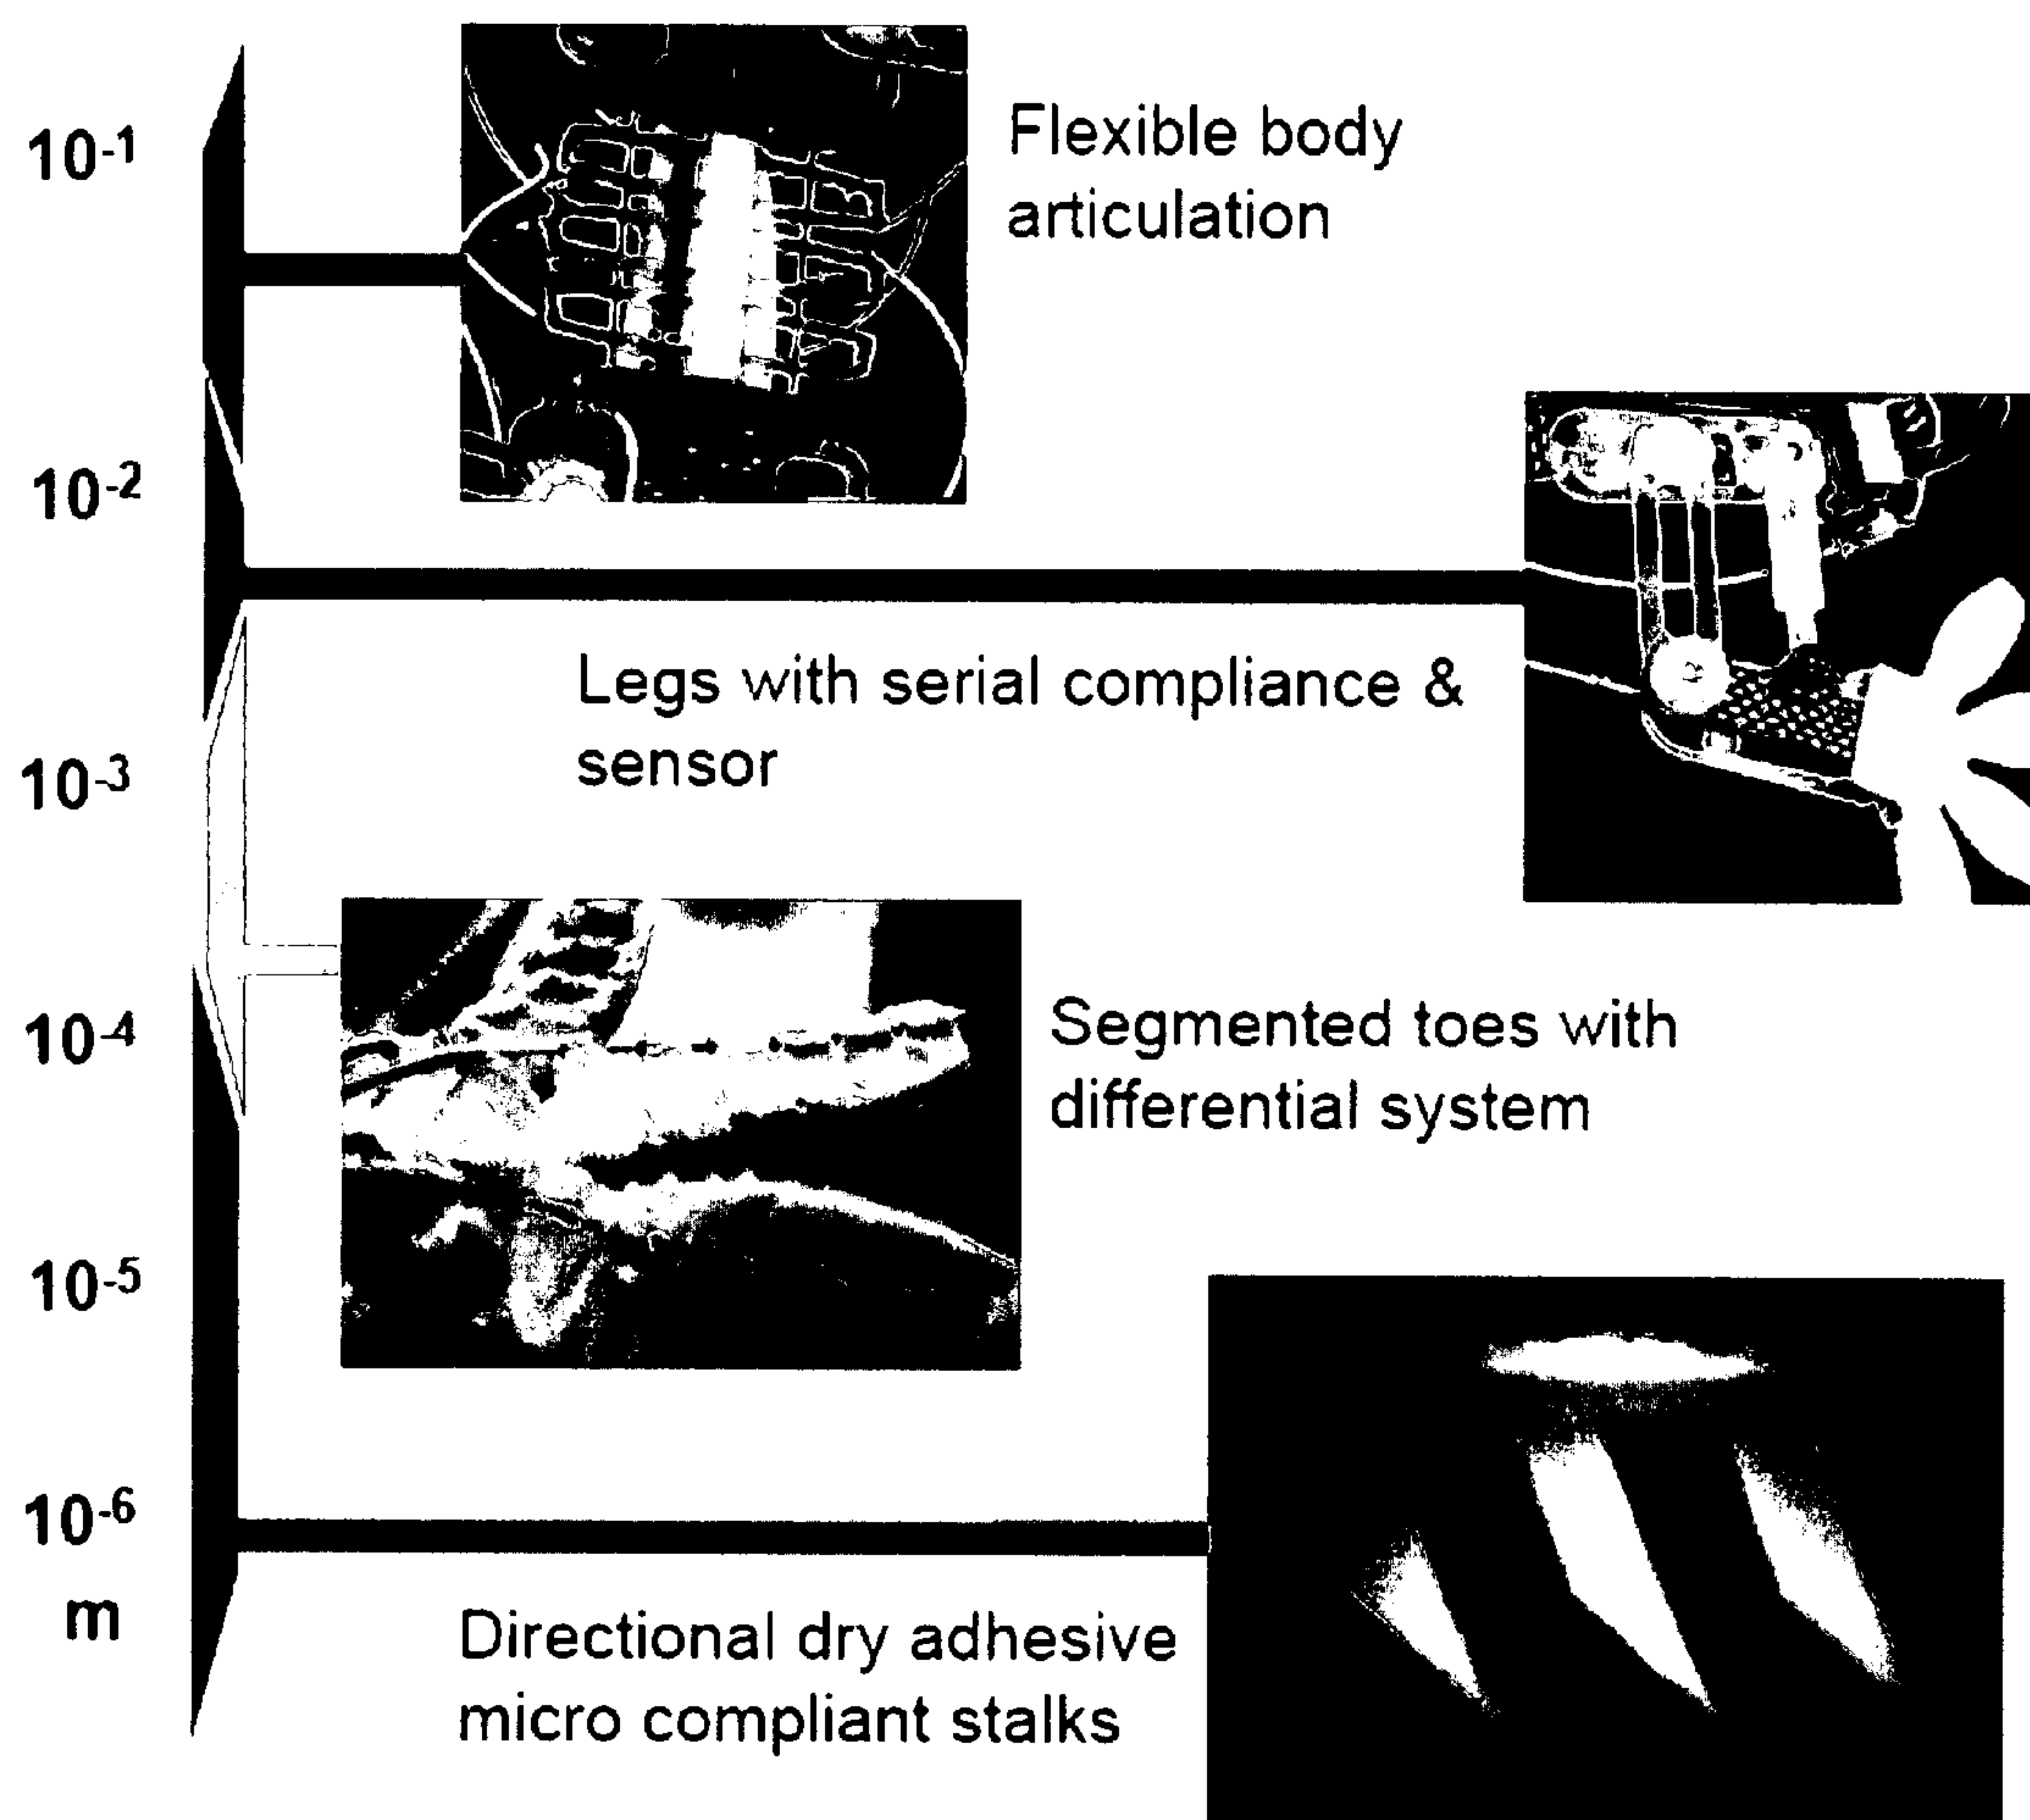 10-1
Flexible body
articulation
10-2
Legs with serial compliance &
sensor
10-3
10-4
Segmented toes with
differential system
10-5
10-6
m
Directional dry adhesive
micro compliant stalks